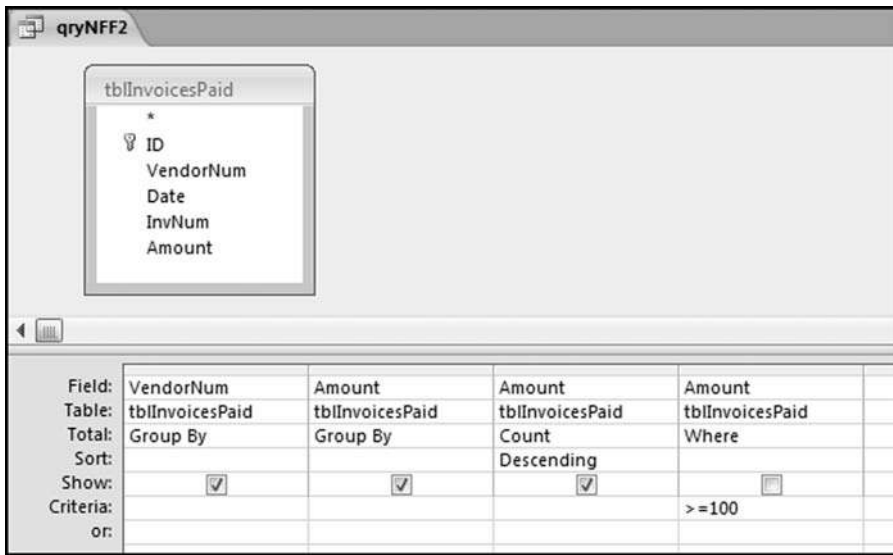 qryNFF2
tblInvoicesPaid
*
ID
VendorNum
Date
InvNum
Amount
Field: VendorNum Amount Amount Amount
Table: tblInvoicesPaid tblInvoicesPaid tblInvoicesPaid tblInvoicesPaid
Total: Group By Group By Count Where
Sort: Descending
Show:
Criteria: >=100
or: